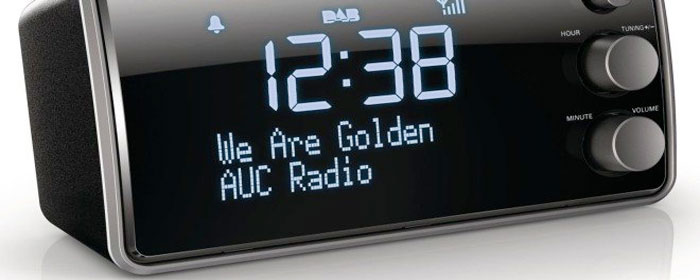 DAB
12:38
We Are Golden
AUC Radio
HOUR
TUNING+/−
MINUTE
VOLUME